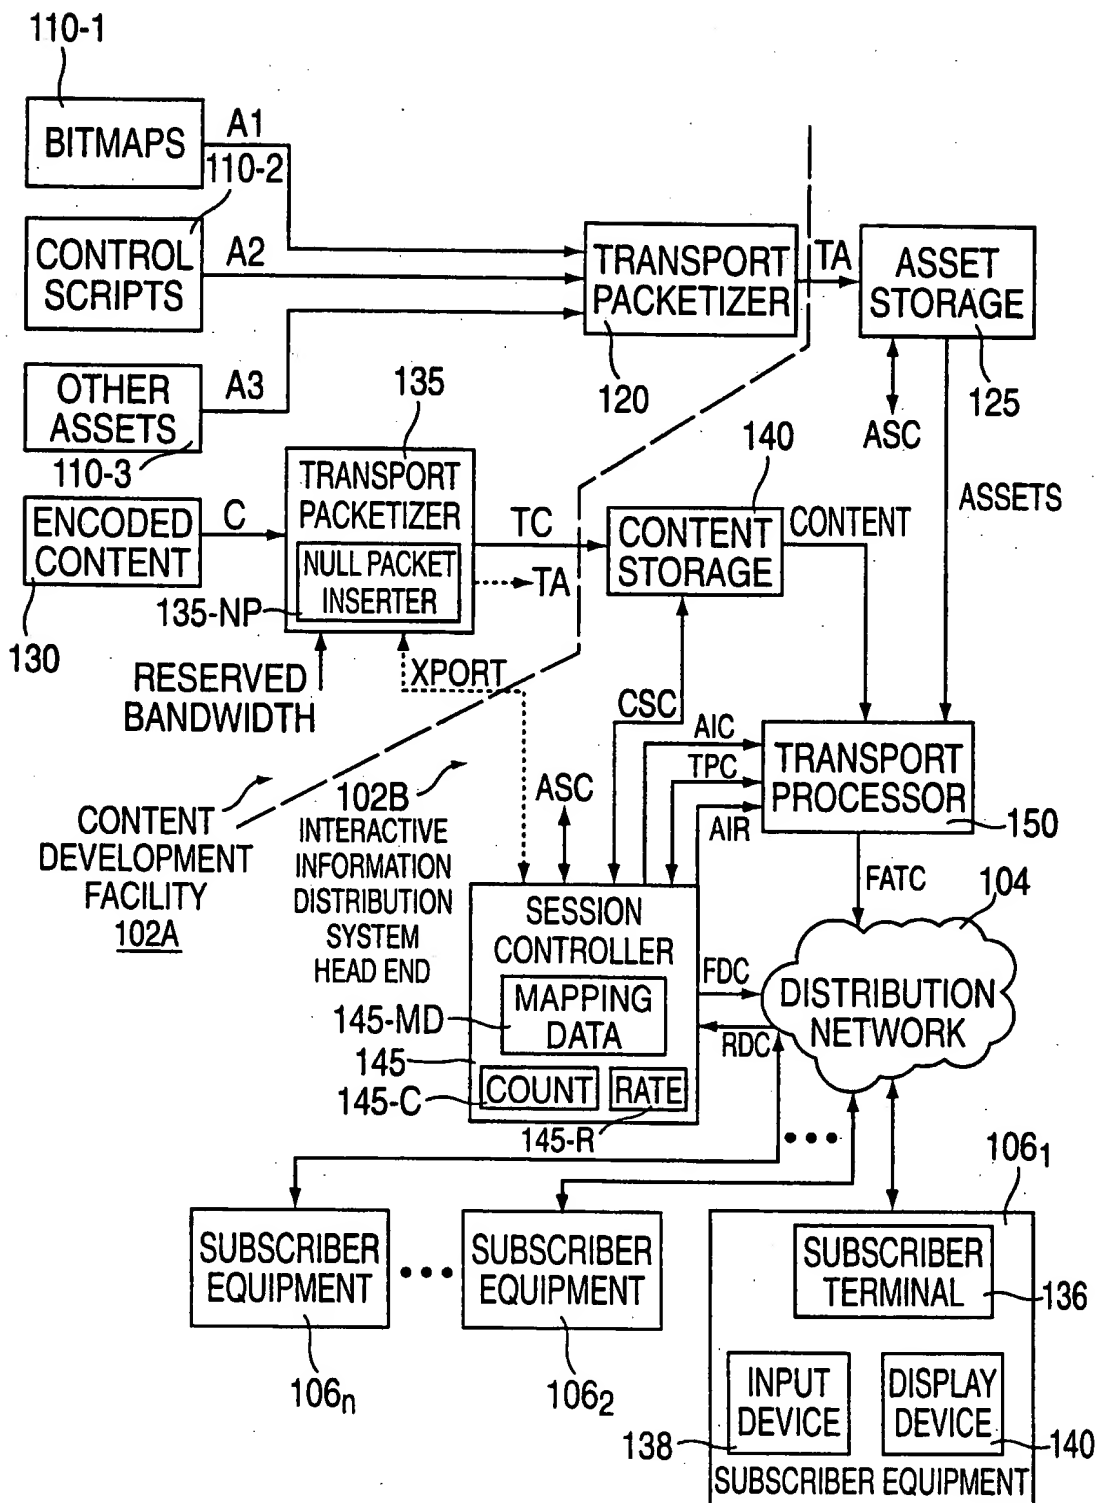 110-1
BITMAPS
A1
110-2
CONTROL
SCRIPTS
A2
TRANSPORT
PACKETIZER
120
TA
ASSET
STORAGE
125
ASC
ASSETS
OTHER
ASSETS
A3
110-3
135
TRANSPORT
PACKETIZER
NULL PACKET
INSERTER
135-NP
ENCODED
CONTENT
C
130
TC
TA
140
CONTENT
STORAGE
CONTENT
RESERVED
BANDWIDTH
XPORT
CSC
AIC
TPC
AIR
TRANSPORT
PROCESSOR
150
CONTENT
DEVELOPMENT
FACILITY
102A
102B
INTERACTIVE
INFORMATION
DISTRIBUTION
SYSTEM
HEAD END
ASC
FATC
104
SESSION
CONTROLLER
MAPPING
DATA
145-MD
145
COUNT
145-C
RATE
145-R
FDC
RDC
DISTRIBUTION
NETWORK
SUBSCRIBER
EQUIPMENT
106n
SUBSCRIBER
EQUIPMENT
1062
1061
SUBSCRIBER
TERMINAL
136
INPUT
DEVICE
138
DISPLAY
DEVICE
140
SUBSCRIBER EQUIPMENT